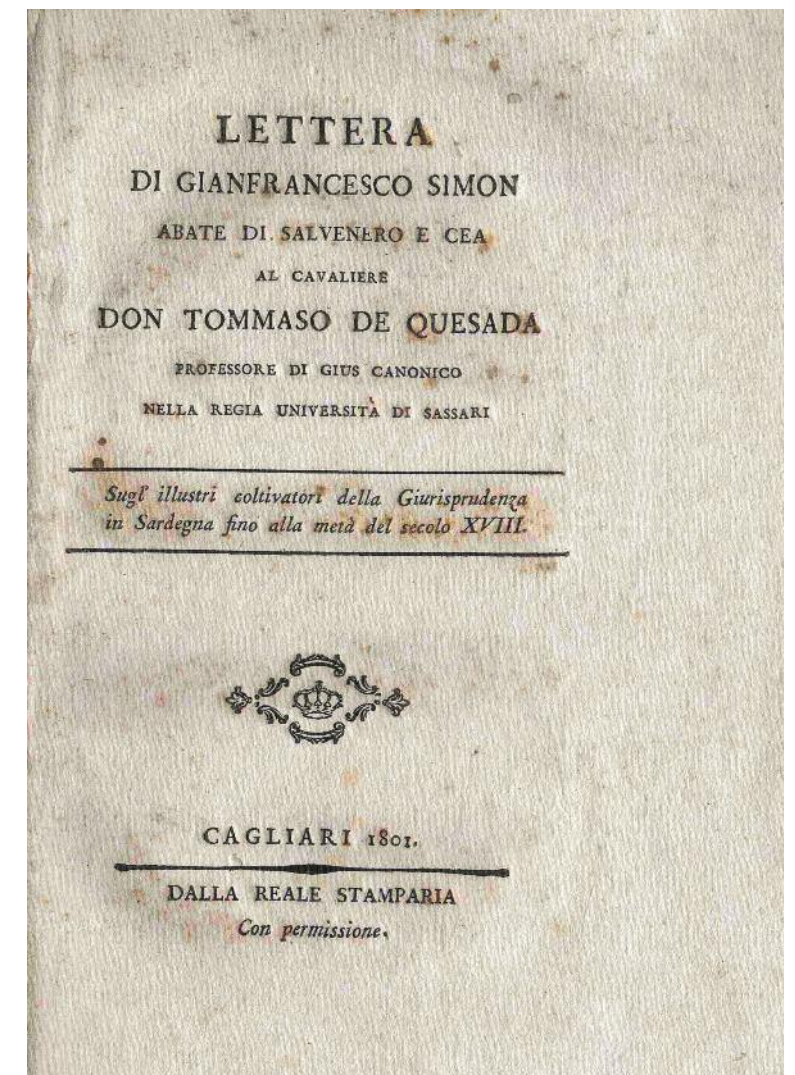 LETTERA
DI GIANFRANCESCO SIMON
ABATE DI SALVENERO E CEA
AL CAVALIERE
DON TOMMASO DE QUESADA
PROFESSORE DI GIUS CANONICO
NELLA REGIA UNIVERSITÀ DI SASSARI
Sugl' illustri coltivatori della Giurisprudenza
in Sardegna fino alla metà del secolo XVIII.
CAGLIARI 1801.
DALLA REALE STAMPARIA
Con permissione.